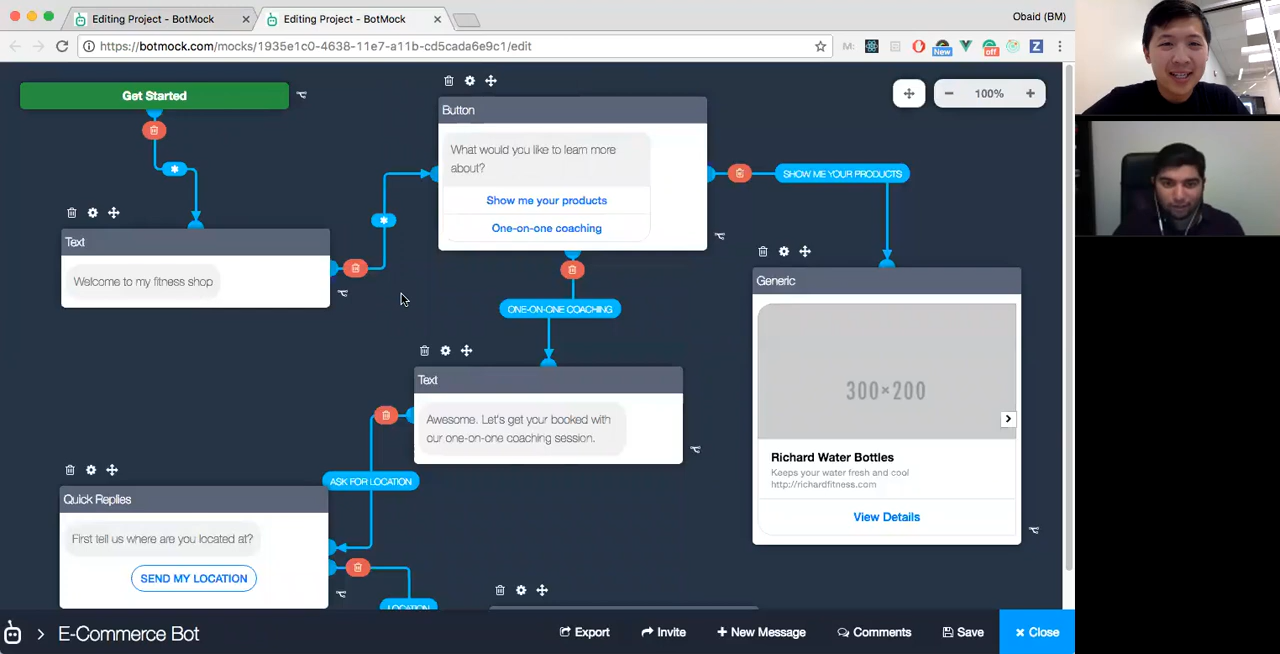 Editing Project - BotMock
Editing Project - BotMock
Obaid (BM)
https://botmock.com/mocks/1935e1c0-4638-11e7-a11b-cd5cada6e9c1/edit
M:
New
off
Z
Get Started
Button
What would you like to learn more
about?
Show me your products
One-on-one coaching
SHOW ME YOUR PRODUCTS
100%
Text
Welcome to my fitness shop
ONE-ON-ONE COACHING
Generic
300×200
Richard Water Bottles
Keeps your water fresh and cool
http://richardfitness.com
View Details
Text
Awesome. Let's get your booked with
our one-on-one coaching session.
ASK FOR LOCATION
Quick Replies
First tell us where are you located at?
SEND MY LOCATION
LOCATION
E-Commerce Bot
Export
Invite
New Message
Comments
Save
Close